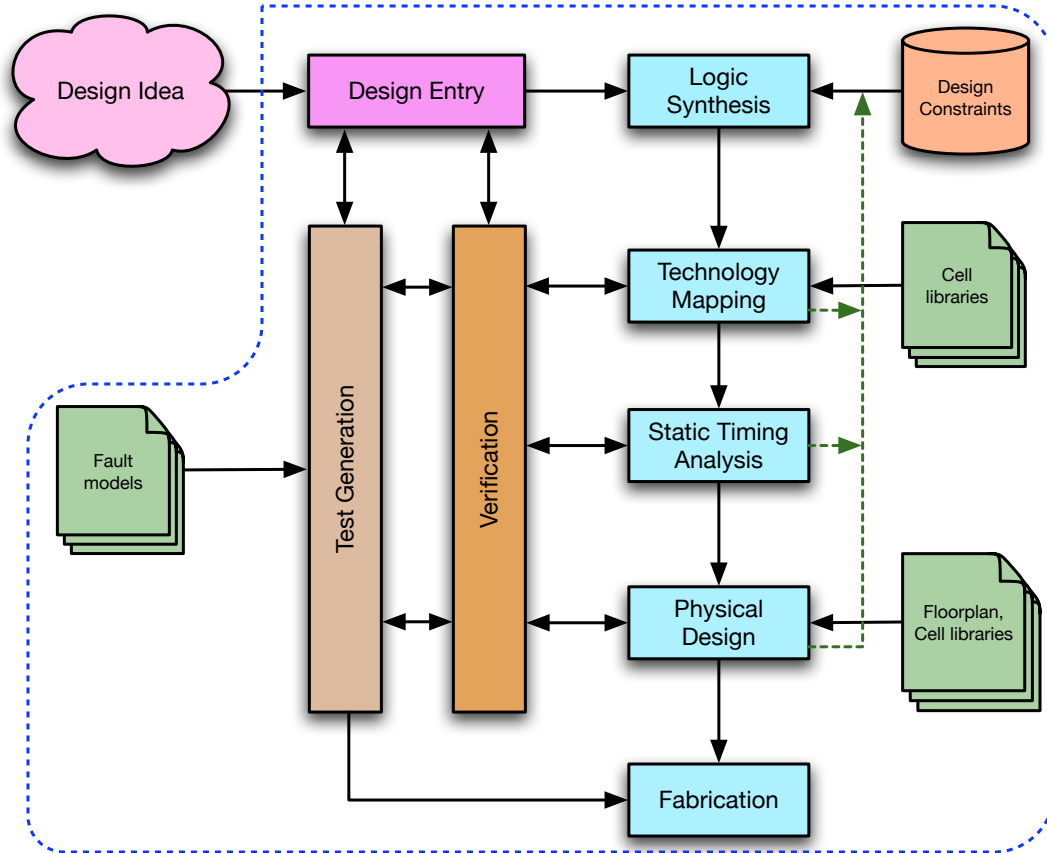 Design Idea
Design Entry
Logic
Synthesis
Design
Constraints
Technology
Mapping
Cell
libraries
Fault
models
Test Generation
Verification
Static Timing
Analysis
Physical
Design
Floorplan,
Cell libraries
Fabrication